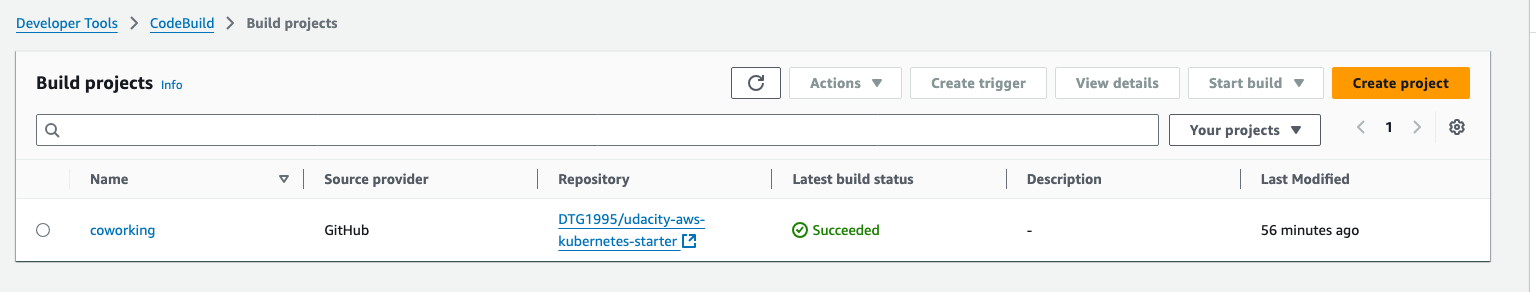 Developer Tools > CodeBuild > Build projects
Build projects Info
Actions Create trigger View details Start build Create project
Your projects 1
Name Source provider Repository Latest build status Description Last Modified
coworking GitHub DTG1995/udacity-aws-
kubernetes-starter Succeeded - 56 minutes ago